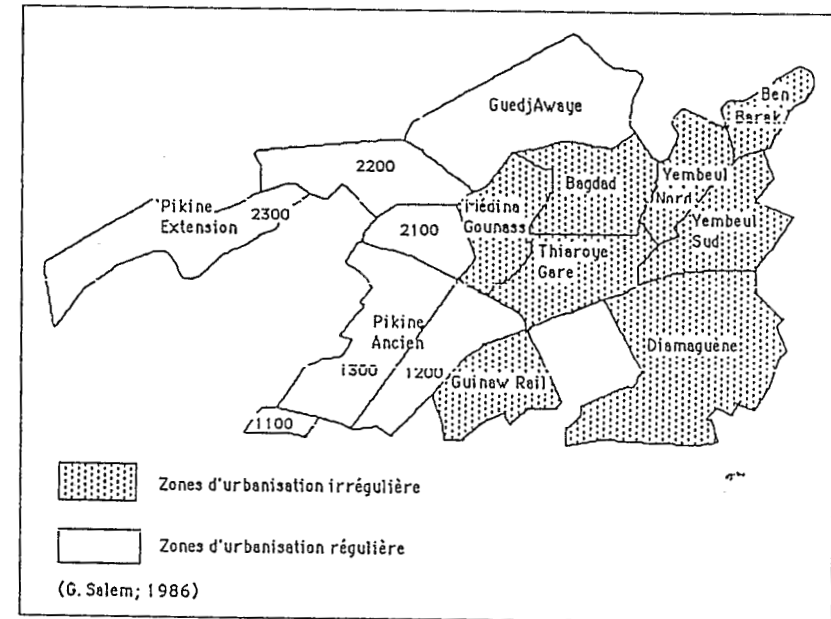 GuedjAwaye
Ben
Barak
2200
Bagdad
Yembeul
Nord
Pikine
Extension
2300
Médina
Gounass
2100
Yembeul
Sud
Thiaroye
Gare
Pikine
Ancien
Diamaguène
1300
1200
Guinaw Rail
1100
Zones d'urbanisation irrégulière
Zones d'urbanisation régulière
(G. Salem; 1986)